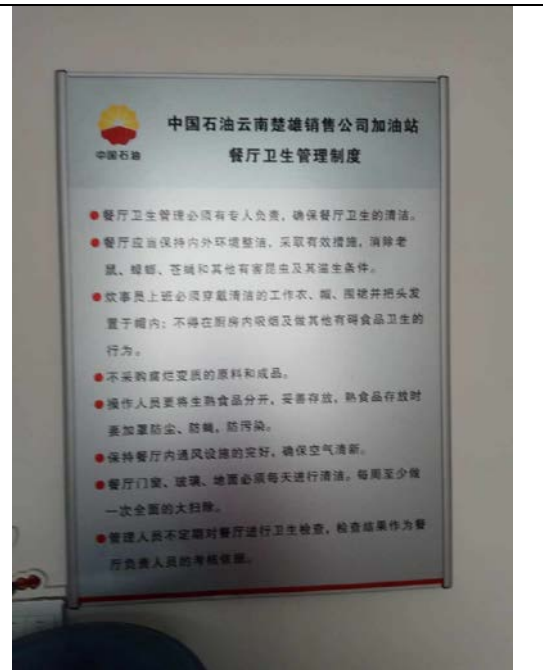 中国石油
中国石油云南楚雄销售公司加油站
餐厅卫生管理制度
●餐厅卫生管理必须有专人负责，确保餐厅卫生的清洁。
●餐厅应当保持内外环境整洁，采取有效措施，消除老
鼠、蟑螂、苍蝇和其他有害昆虫及其滋生条件。
●炊事员上班必须穿戴清洁的工作衣、帽、围裙并把头发
置于帽内；不得在厨房内吸烟及做其他有碍食品卫生的
行为。
●不采购腐烂变质的原料和成品。
●操作人员要将生熟食品分开，妥善存放，熟食品存放时
要加罩防尘、防蝇，防污染。
●保持餐厅内通风设施的完好，确保空气清新。
●餐厅门窗、玻璃、地面必须每天进行清洁。每周至少做
一次全面的大扫除。
●管理人员不定期对餐厅进行卫生检查，检查结果作为餐
厅负责人员的考核依据。